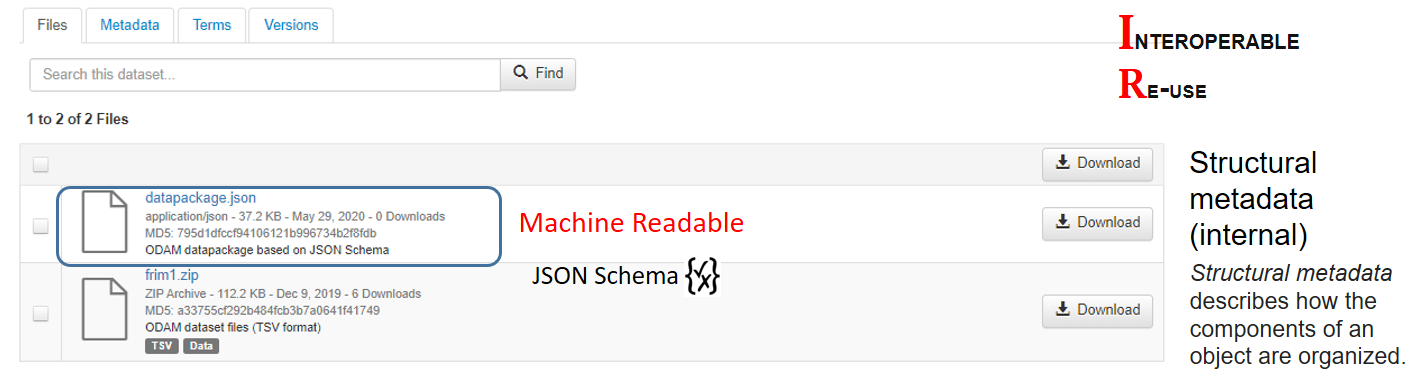 Files Metadata Terms Versions
INTEROPERABLE
Search this dataset... Find
RE-USE
1 to 2 of 2 Files
Download
datapackage.json
application/json - 37.2 KB - May 29, 2020 - 0 Downloads
MD5: 795d1dfccf94106121b996734b2f8fdb
ODAM datapackage based on JSON Schema
Machine Readable
Download
JSON Schema {√x}
frim1.zip
ZIP Archive - 112.2 KB - Dec 9, 2019 - 6 Downloads
MD5: a33755cf292b484fcb3b7a0641f41749
ODAM dataset files (TSV format)
TSV Data
Download
Structural
metadata
(internal)
Structural metadata
describes how the
components of an
object are organized.